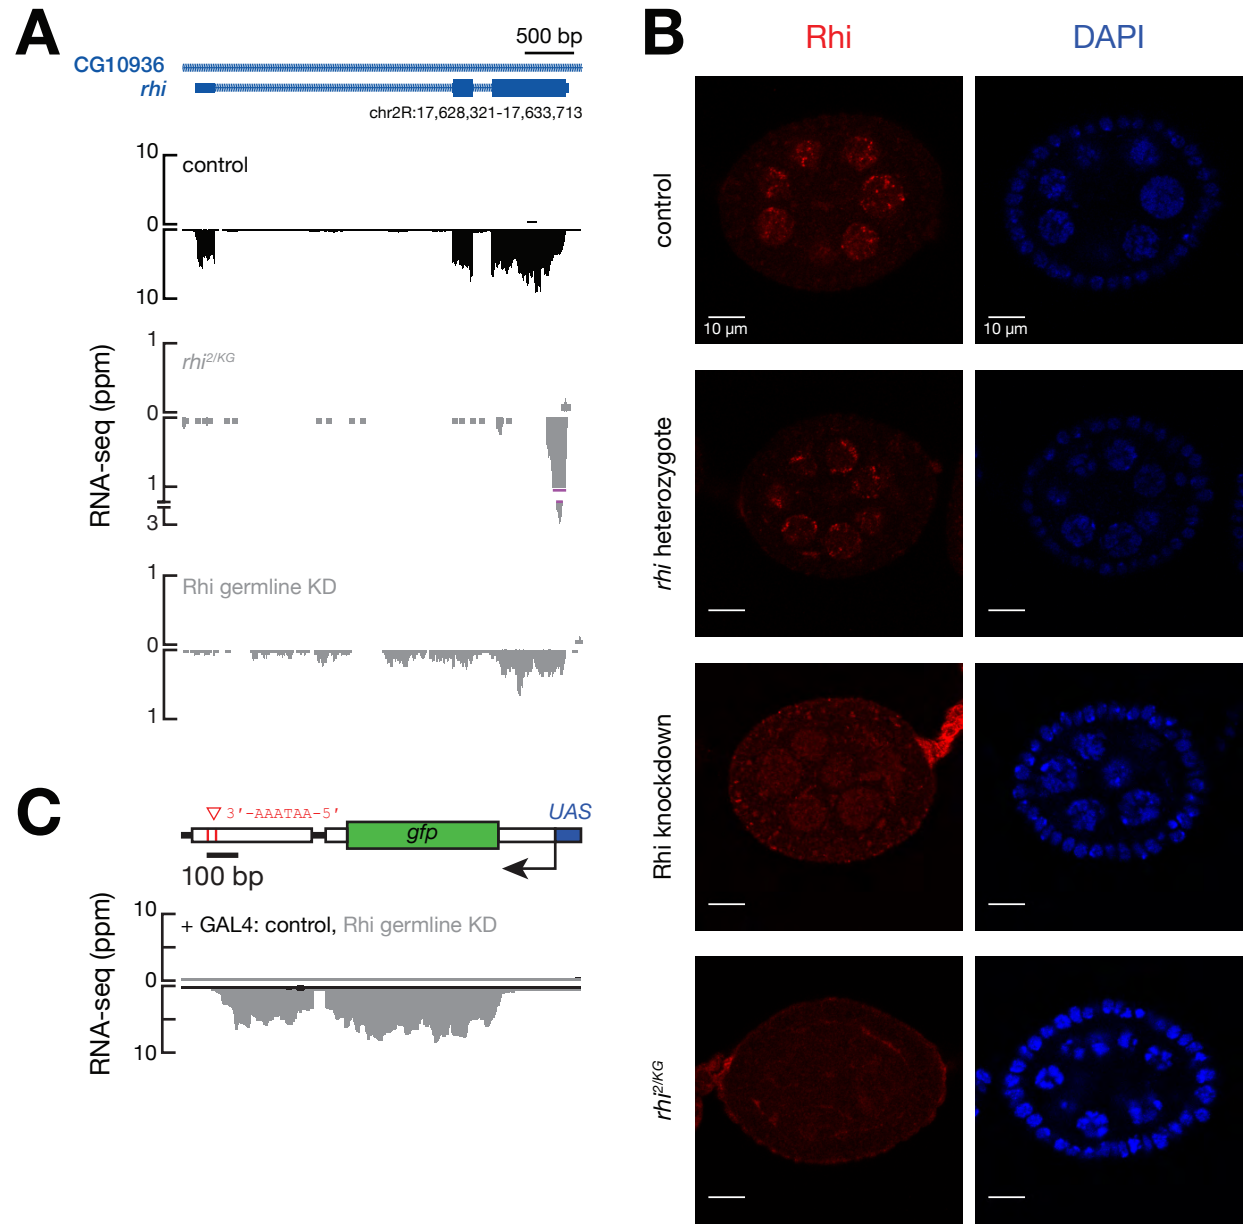 A
500 bp
CG10936
rhi
chr2R:17,628,321-17,633,713
10
control
0
10
RNA-seq (ppm)
1
rhi2/KG
0
1
3
1
Rhi germline KD
0
1
C
3′-AAATAA-5′
UAS
gfp
100 bp
RNA-seq (ppm)
10
+ GAL4: control, Rhi germline KD
0
10
B
Rhi
DAPI
control
10 µm
10 µm
rhi heterozygote
Rhi knockdown
rhi2/KG